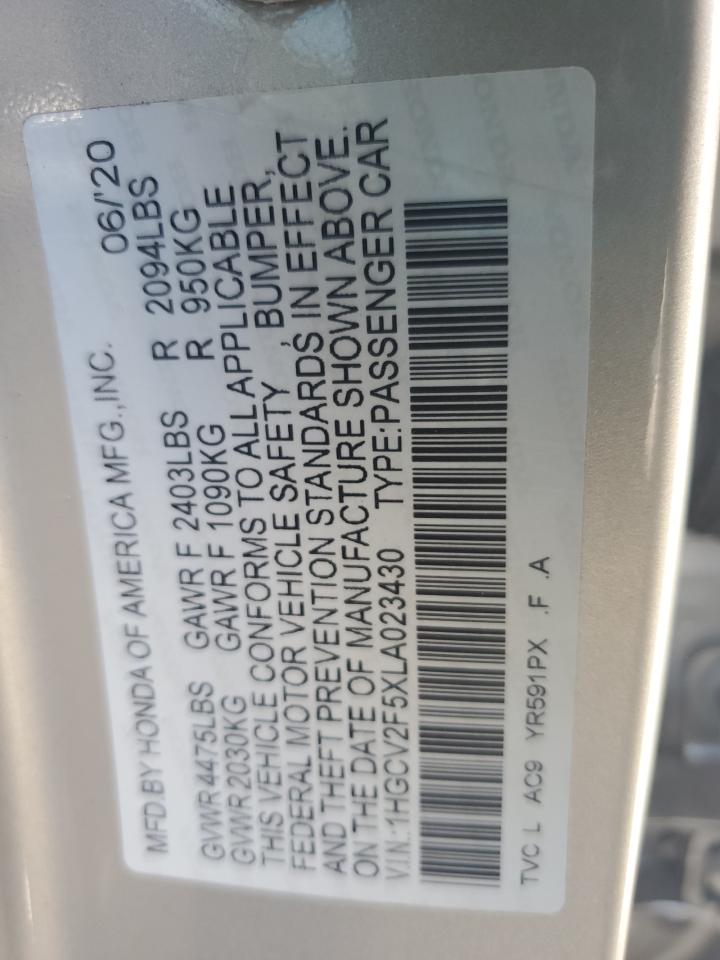 MFD.BY HONDA OF AMERICA MFG.,INC. 06/'20
GVWR 4475LBS GAWR F 2403LBS R 2094LBS
GVWR 2030KG GAWR F 1090KG R 950KG
THIS VEHICLE CONFORMS TO ALL APPLICABLE
FEDERAL MOTOR VEHICLE SAFETY , BUMPER,
AND THEFT PREVENTION STANDARDS, IN EFFECT
ON THE DATE OF MANUFACTURE SHOWN ABOVE.
V.I.N.:1HGCV2F5XLA023430 TYPE:PASSENGER CAR
TVC L AC9 YR591PX .F .A